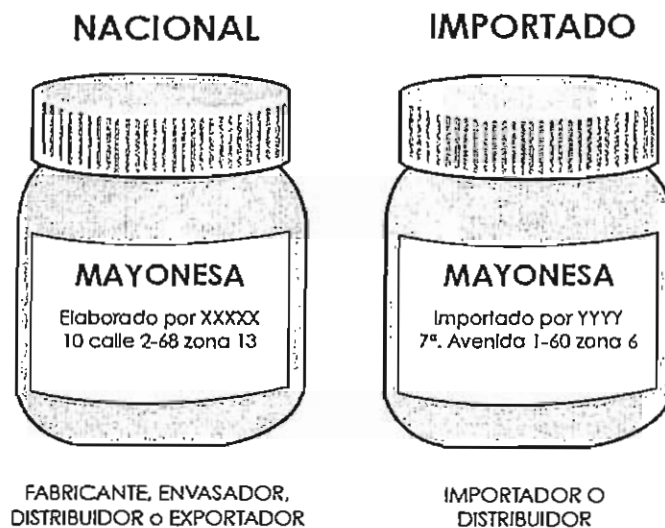 NACIONAL
IMPORTADO
MAYONESA
Elaborado por XXXXX
10 calle 2-68 zona 13
MAYONESA
Importado por YYYY
7ª. Avenida 1-60 zona 6
FABRICANTE, ENVASADOR,
DISTRIBUIDOR o EXPORTADOR
IMPORTADOR O
DISTRIBUIDOR